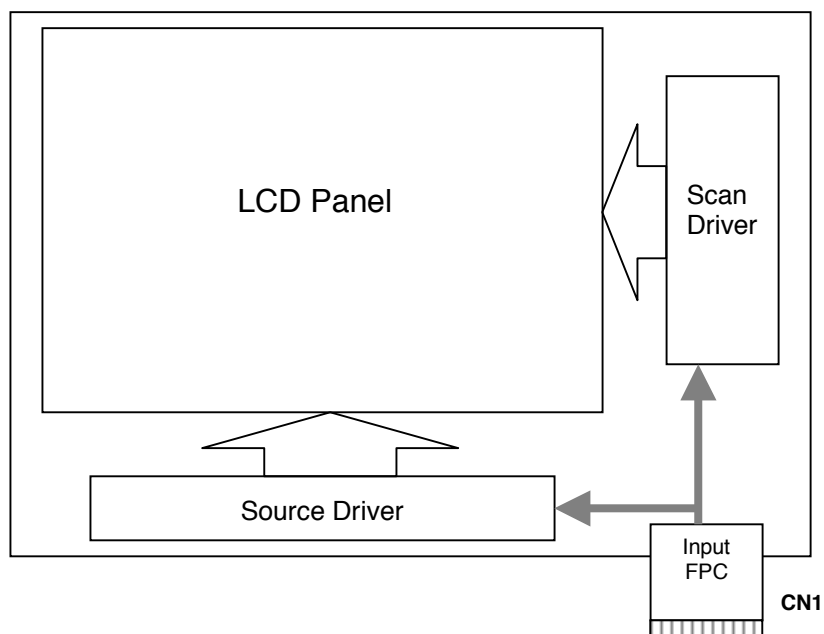 LCD Panel
Scan
Driver
Source Driver
Input
FPC
CN1